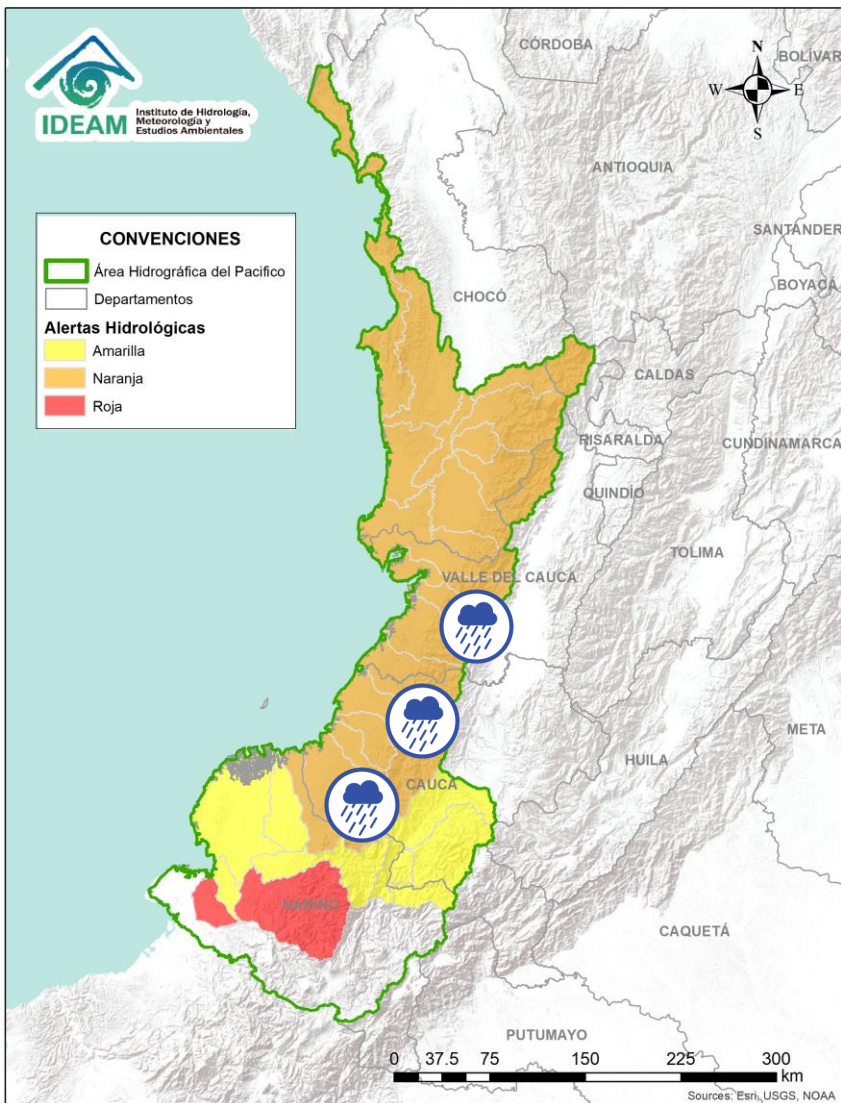 IDEAM
Instituto de Hidrología,
Meteorología y
Estudios Ambientales
N
W
E
S
CÓRDOBA
BOLÍVAR
ANTIOQUIA
SANTANDER
BOYACÁ
CHOCÓ
CALDAS
RISARALDA
CUNDINAMARCA
QUINDÍO
TOLIMA
VALLE DEL CAUCA
META
HUILA
CAUCA
NARIÑO
CAQUETÁ
PUTUMAYO
CONVENCIONES
Área Hidrográfica del Pacifico
Departamentos
Alertas Hidrológicas
Amarilla
Naranja
Roja
0 37.5 75 150 225 300
km
Sources: Esri, USGS, NOAA